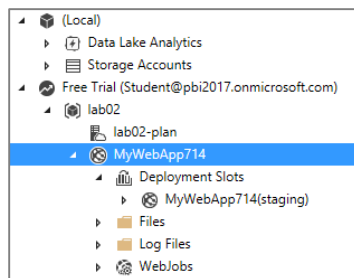 (Local)
Data Lake Analytics
Storage Accounts
Free Trial (Student@pbi2017.onmicrosoft.com)
lab02
lab02-plan
MyWebApp714
Deployment Slots
MyWebApp714(staging)
Files
Log Files
WebJobs